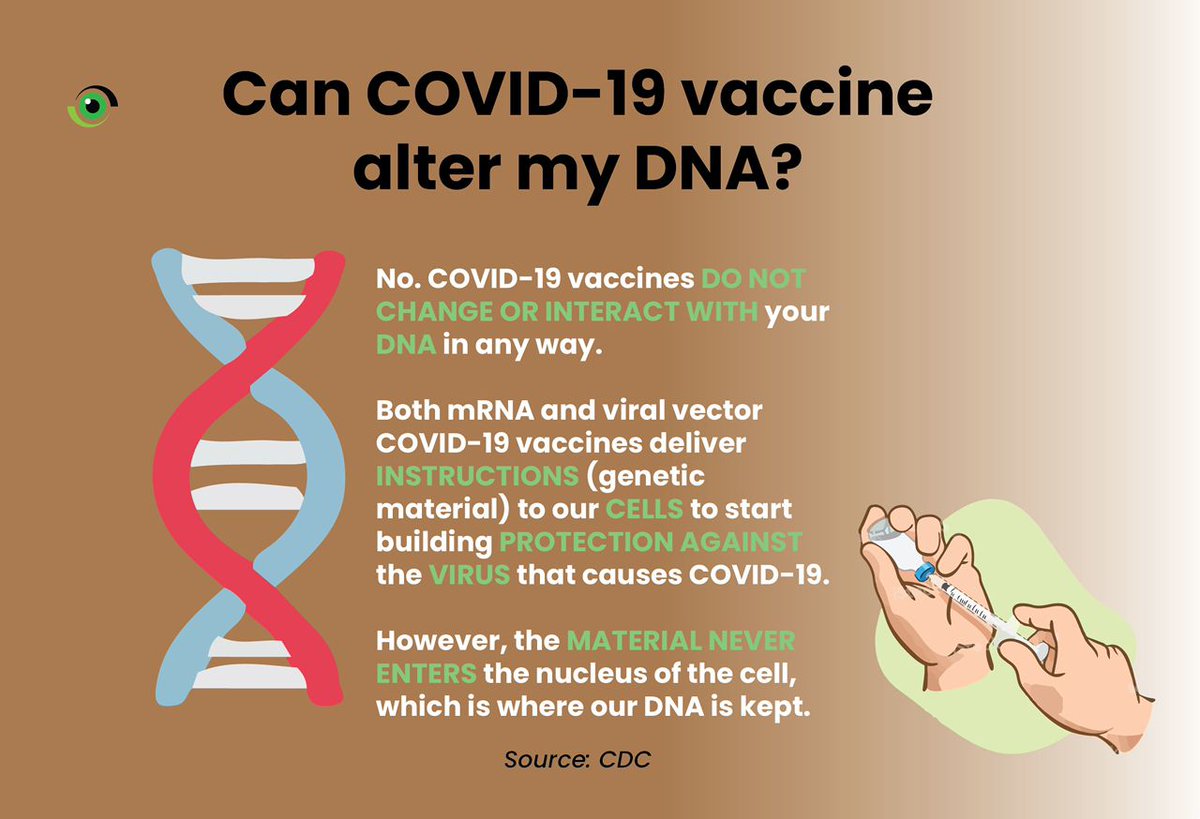 Can COVID-19 vaccine
alter my DNA?
No. COVID-19 vaccines DO NOT
CHANGE OR INTERACT WITH your
DNA in any way.
Both mRNA and viral vector
COVID-19 vaccines deliver
INSTRUCTIONS (genetic
material) to our CELLS to start
building PROTECTION AGAINST
the VIRUS that causes COVID-19.
However, the MATERIAL NEVER
ENTERS the nucleus of the cell,
which is where our DNA is kept.
Source: CDC